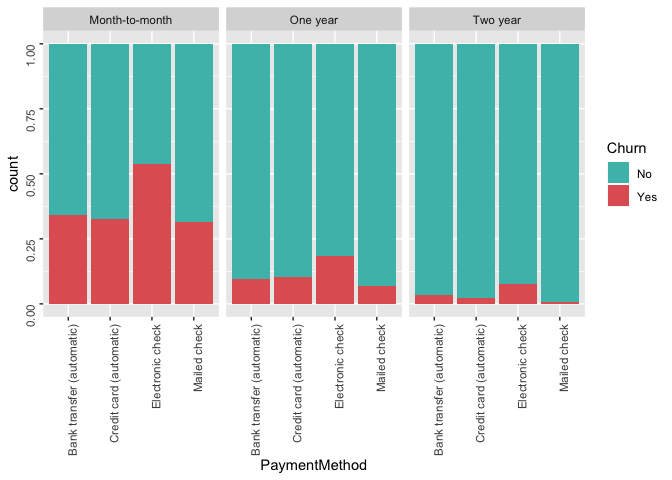 Month-to-month
One year
Two year
count
1.00
0.75
0.50
0.25
0.00
Bank transfer (automatic)
Credit card (automatic)
Electronic check
Mailed check
Bank transfer (automatic)
Credit card (automatic)
Electronic check
Mailed check
Bank transfer (automatic)
Credit card (automatic)
Electronic check
Mailed check
PaymentMethod
Churn
No
Yes